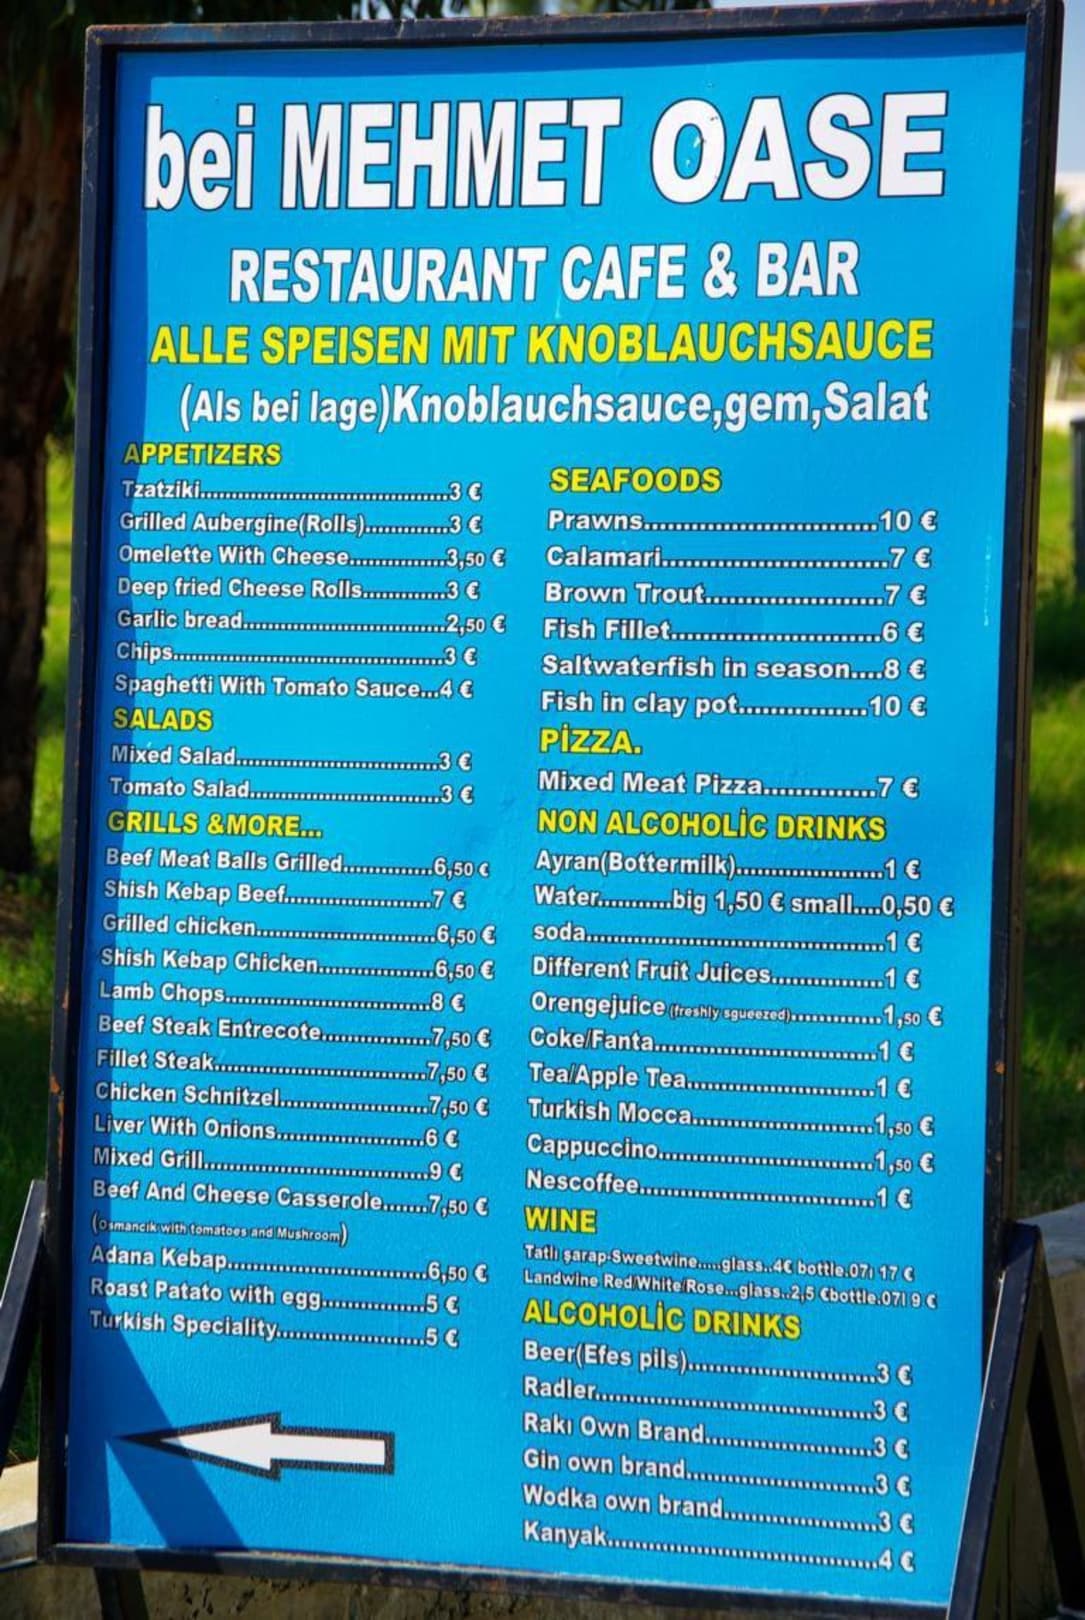 bei MEHMET OASE
RESTAURANT CAFE & BAR
ALLE SPEISEN MIT KNOBLAUCHSAUCE
(Als bei lage)Knoblauchsauce,gem,Salat
APPETIZERS
Tzatziki.......................................3 €
Grilled Aubergine(Rolls).............3 €
Omelette With Cheese...............3,50 €
Deep fried Cheese Rolls.............3 €
Garlic bread................................2,50 €
Chips...........................................3 €
Spaghetti With Tomato Sauce...4 €
SALADS
Mixed Salad................................3 €
Tomato Salad..............................3 €
GRILLS &MORE...
Beef Meat Balls Grilled..............6,50 €
Shish Kebap Beef.......................7 €
Grilled chicken............................6,50 €
Shish Kebap Chicken..................6,50 €
Lamb Chops................................8 €
Beef Steak Entrecote.................7,50 €
Fillet Steak.................................7,50 €
Chicken Schnitzel.......................7,50 €
Liver With Onions.......................6 €
Mixed Grill...................................9 €
Beef And Cheese Casserole.......7,50 €
(Osmancik with tomatoes and Mushroom)
Adana Kebap...............................6,50 €
Roast Patato with egg................5 €
Turkish Speciality.......................5 €
SEAFOODS
Prawns.............................10 €
Calamari.............................7 €
Brown Trout.......................7 €
Fish Fillet...........................6 €
Saltwaterfish in season....8 €
Fish in clay pot................10 €
PİZZA.
Mixed Meat Pizza..............7 €
NON ALCOHOLİC DRINKS
Ayran(Bottermilk)....................1 €
Water...........big 1,50 € small....0,50 €
soda..........................................1 €
Different Fruit Juices................1 €
Orengejuice (freshly sgueezed).............1,50 €
Coke/Fanta................................1 €
Tea/Apple Tea...........................1 €
Turkish Mocca..........................1,50 €
Cappuccino...............................1,50 €
Nescoffee..................................1 €
WINE
Tatlı şarap-Sweetwine.....glass..4€ bottle.07l 17 €
Landwine Red/White/Rose...glass..2,5 €bottle.07l 9 €
ALCOHOLİC DRINKS
Beer(Efes pils)..........................3 €
Radler.......................................3 €
Rakı Own Brand.......................3 €
Gin own brand..........................3 €
Wodka own brand.....................3 €
Kanyak......................................4 €